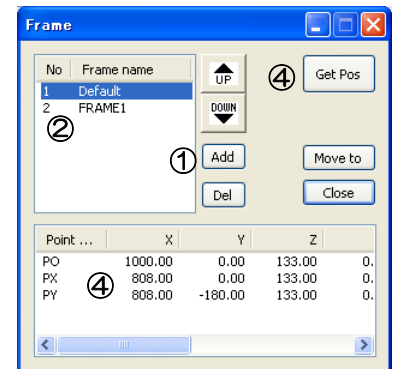 Frame
No Frame name
1 Default
2 FRAME1
②
UP
DOWN
① Add
Del
④ Get Pos
Move to
Close
Point ... X Y Z
PO 1000.00 0.00 133.00 0.
PX 808.00 0.00 133.00 0.
PY 808.00 -180.00 133.00 0.
④